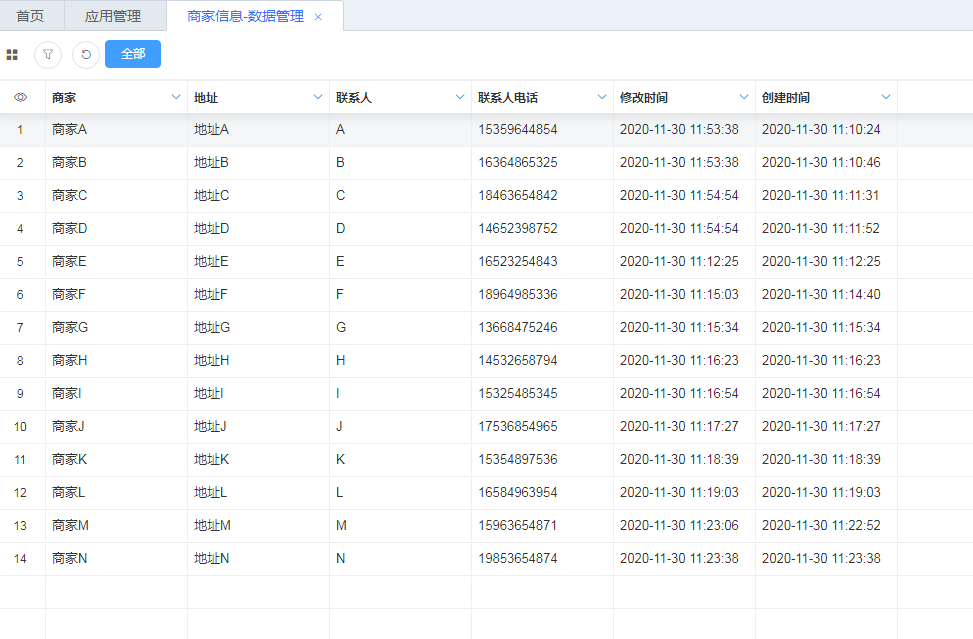 首页 应用管理 商家信息-数据管理 ×
全部
商家 地址 联系人 联系人电话 修改时间 创建时间
1 商家A 地址A A 15359644854 2020-11-30 11:53:38 2020-11-30 11:10:24
2 商家B 地址B B 16364865325 2020-11-30 11:53:38 2020-11-30 11:10:46
3 商家C 地址C C 18463654842 2020-11-30 11:54:54 2020-11-30 11:11:31
4 商家D 地址D D 14652398752 2020-11-30 11:54:54 2020-11-30 11:11:52
5 商家E 地址E E 16523254843 2020-11-30 11:12:25 2020-11-30 11:12:25
6 商家F 地址F F 18964985336 2020-11-30 11:15:03 2020-11-30 11:14:40
7 商家G 地址G G 13668475246 2020-11-30 11:15:34 2020-11-30 11:15:34
8 商家H 地址H H 14532658794 2020-11-30 11:16:23 2020-11-30 11:16:23
9 商家I 地址I I 15325485345 2020-11-30 11:16:54 2020-11-30 11:16:54
10 商家J 地址J J 17536854965 2020-11-30 11:17:27 2020-11-30 11:17:27
11 商家K 地址K K 15354897536 2020-11-30 11:18:39 2020-11-30 11:18:39
12 商家L 地址L L 16584963954 2020-11-30 11:19:03 2020-11-30 11:19:03
13 商家M 地址M M 15963654871 2020-11-30 11:23:06 2020-11-30 11:22:52
14 商家N 地址N N 19853654874 2020-11-30 11:23:38 2020-11-30 11:23:38